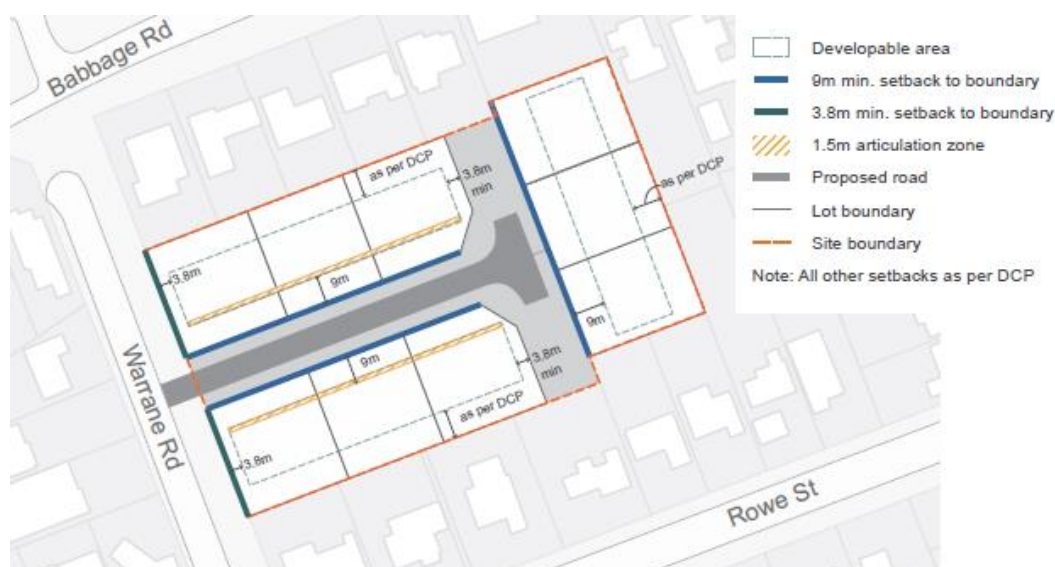 Babbage Rd
Developable area
9m min. setback to boundary
3.8m min. setback to boundary
1.5m articulation zone
Proposed road
Lot boundary
Site boundary
Note: All other setbacks as per DCP
as per DCP
3.8m
min
as per DCP
3.8m
9m
9m
9m
3.8m
min
Warrane Rd
as per DCP
3.8m
Rowe St